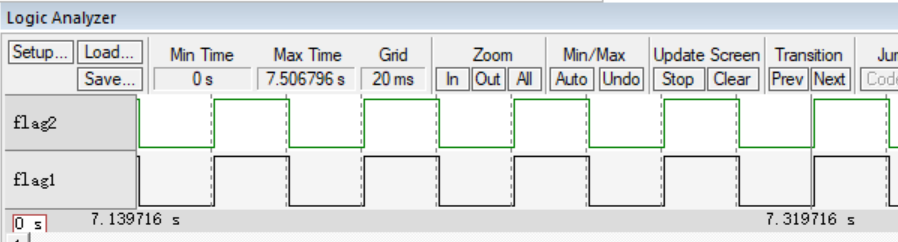 Logic Analyzer
Setup... Load... Min Time Max Time Grid Zoom Min/Max Update Screen Transition
Save... 0 s 7.506796 s 20 ms In Out All Auto Undo Stop Clear Prev Next
flag2
flag1
0 s 7.139716 s 7.319716 s